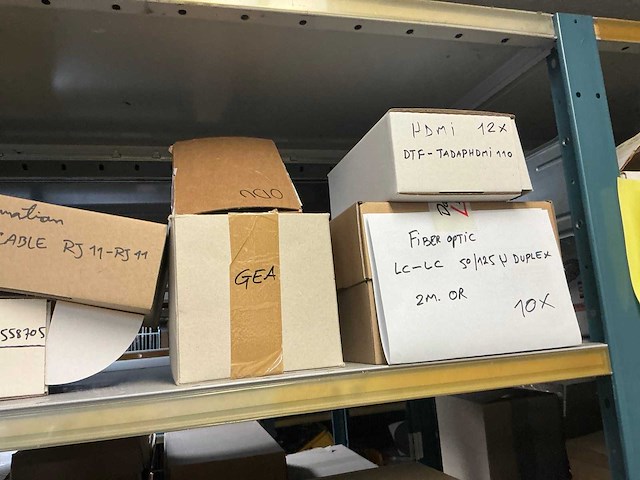 CABLE RJ 11-RJ 11
558705
GEA
HDMI 12x
DTF-TADAPHDMI 110
FIBER OPTIC
LC-LC 50/125 µ DUPLEX
2M. OR
10x